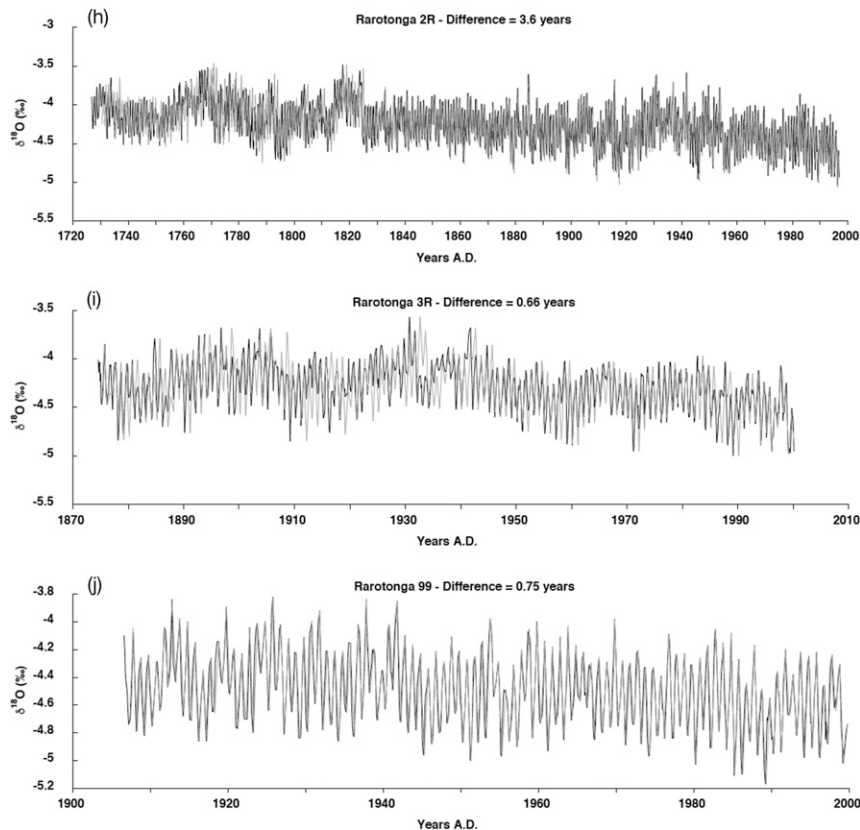 (h)
Rarotonga 2R - Difference = 3.6 years
-3
-3.5
-4
-4.5
-5
-5.5
δ18O (‰)
1720 1740 1760 1780 1800 1820 1840 1860 1880 1900 1920 1940 1960 1980 2000
Years A.D.
(i)
Rarotonga 3R - Difference = 0.66 years
-3.5
-4
-4.5
-5
-5.5
δ18O (‰)
1870 1890 1910 1930 1950 1970 1990 2010
Years A.D.
(j)
Rarotonga 99 - Difference = 0.75 years
-3.8
-4
-4.2
-4.4
-4.6
-4.8
-5
-5.2
δ18O (‰)
1900 1920 1940 1960 1980 2000
Years A.D.